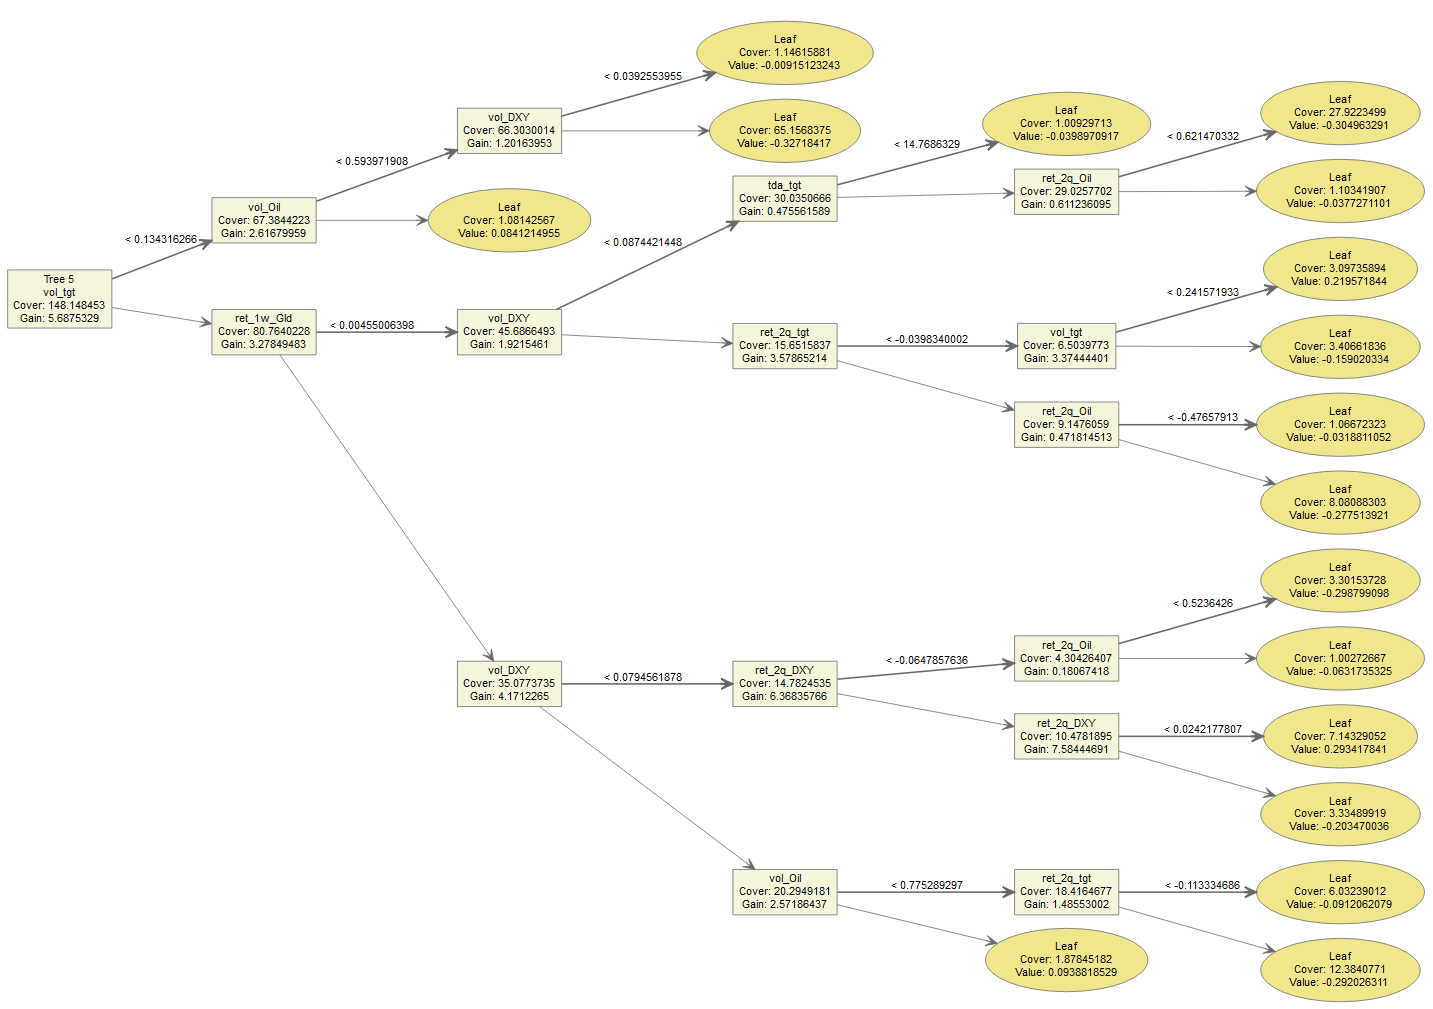 Tree 5
vol_tgt
Cover: 148.148453
Gain: 5.6875329
< 0.134316266
vol_Oil
Cover: 67.3844223
Gain: 2.61679959
ret_1w_Gld
Cover: 80.7640228
Gain: 3.27849483
< 0.593971908
Leaf
Cover: 1.08142567
Value: 0.0841214955
vol_DXY
Cover: 66.3030014
Gain: 1.20163953
< 0.0392553955
Leaf
Cover: 1.14615881
Value: -0.00915123243
Leaf
Cover: 65.1568375
Value: -0.32718417
< 0.00455006398
vol_DXY
Cover: 45.6866493
Gain: 1.9215461
< 0.0874421448
tda_tgt
Cover: 30.0350666
Gain: 0.475561589
< 14.7686329
Leaf
Cover: 1.00929713
Value: -0.0398970917
ret_2q_Oil
Cover: 29.0257702
Gain: 0.611236095
< 0.621470332
Leaf
Cover: 27.9223499
Value: -0.304963291
Leaf
Cover: 1.10341907
Value: -0.0377271101
ret_2q_tgt
Cover: 15.6515837
Gain: 3.57865214
< -0.0398340002
vol_tgt
Cover: 6.5039773
Gain: 3.37444401
< 0.241571933
Leaf
Cover: 3.09735894
Value: 0.219571844
Leaf
Cover: 3.40661836
Value: -0.159020334
ret_2q_Oil
Cover: 9.1476059
Gain: 0.471814513
< -0.47657913
Leaf
Cover: 1.06672323
Value: -0.0318811052
Leaf
Cover: 8.08088303
Value: -0.277513921
vol_DXY
Cover: 35.0773735
Gain: 4.1712265
< 0.0794561878
ret_2q_DXY
Cover: 14.7824535
Gain: 6.36835766
< -0.0647857636
ret_2q_Oil
Cover: 4.30426407
Gain: 0.18067418
< 0.5236426
Leaf
Cover: 3.30153728
Value: -0.298799098
Leaf
Cover: 1.00272667
Value: -0.0631735325
ret_2q_DXY
Cover: 10.4781895
Gain: 7.58444691
< 0.0242177807
Leaf
Cover: 7.14329052
Value: 0.293417841
Leaf
Cover: 3.33489919
Value: -0.203470036
vol_Oil
Cover: 20.2949181
Gain: 2.57186437
< 0.775289297
ret_2q_tgt
Cover: 18.4164677
Gain: 1.48553002
< -0.113334686
Leaf
Cover: 6.03239012
Value: -0.0912062079
Leaf
Cover: 12.3840771
Value: -0.292026311
Leaf
Cover: 1.87845182
Value: 0.0938818529